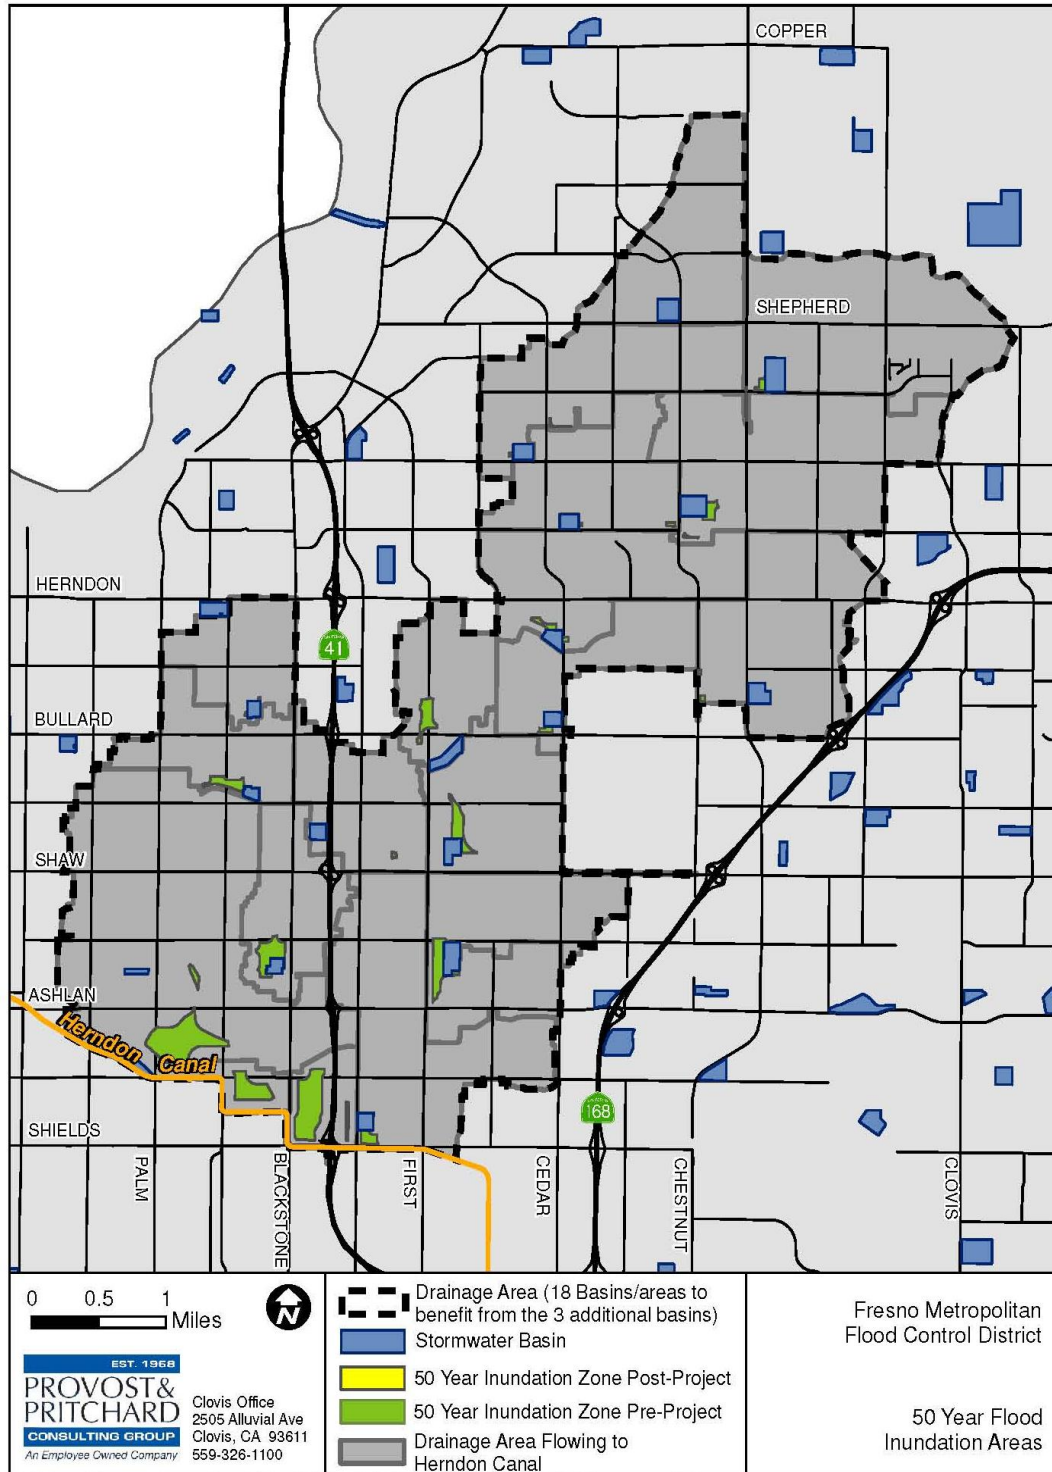 COPPER
SHEPHERD
HERNDON
41
BULLARD
SHAW
ASHLAN
Herndon Canal
168
SHIELDS
PALM
BLACKSTONE
FIRST
CEDAR
CHESTNUT
CLOVIS
0 0.5 1
Miles
N
EST. 1968
PROVOST&
PRITCHARD
CONSULTING GROUP
An Employee Owned Company
Clovis Office
2505 Alluvial Ave
Clovis, CA 93611
559-326-1100
Drainage Area (18 Basins/areas to
benefit from the 3 additional basins)
Stormwater Basin
50 Year Inundation Zone Post-Project
50 Year Inundation Zone Pre-Project
Drainage Area Flowing to
Herndon Canal
Fresno Metropolitan
Flood Control District
50 Year Flood
Inundation Areas